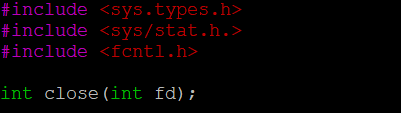 #include <sys.types.h>
#include <sys/stat.h.>
#include <fcntl.h>
int close(int fd);